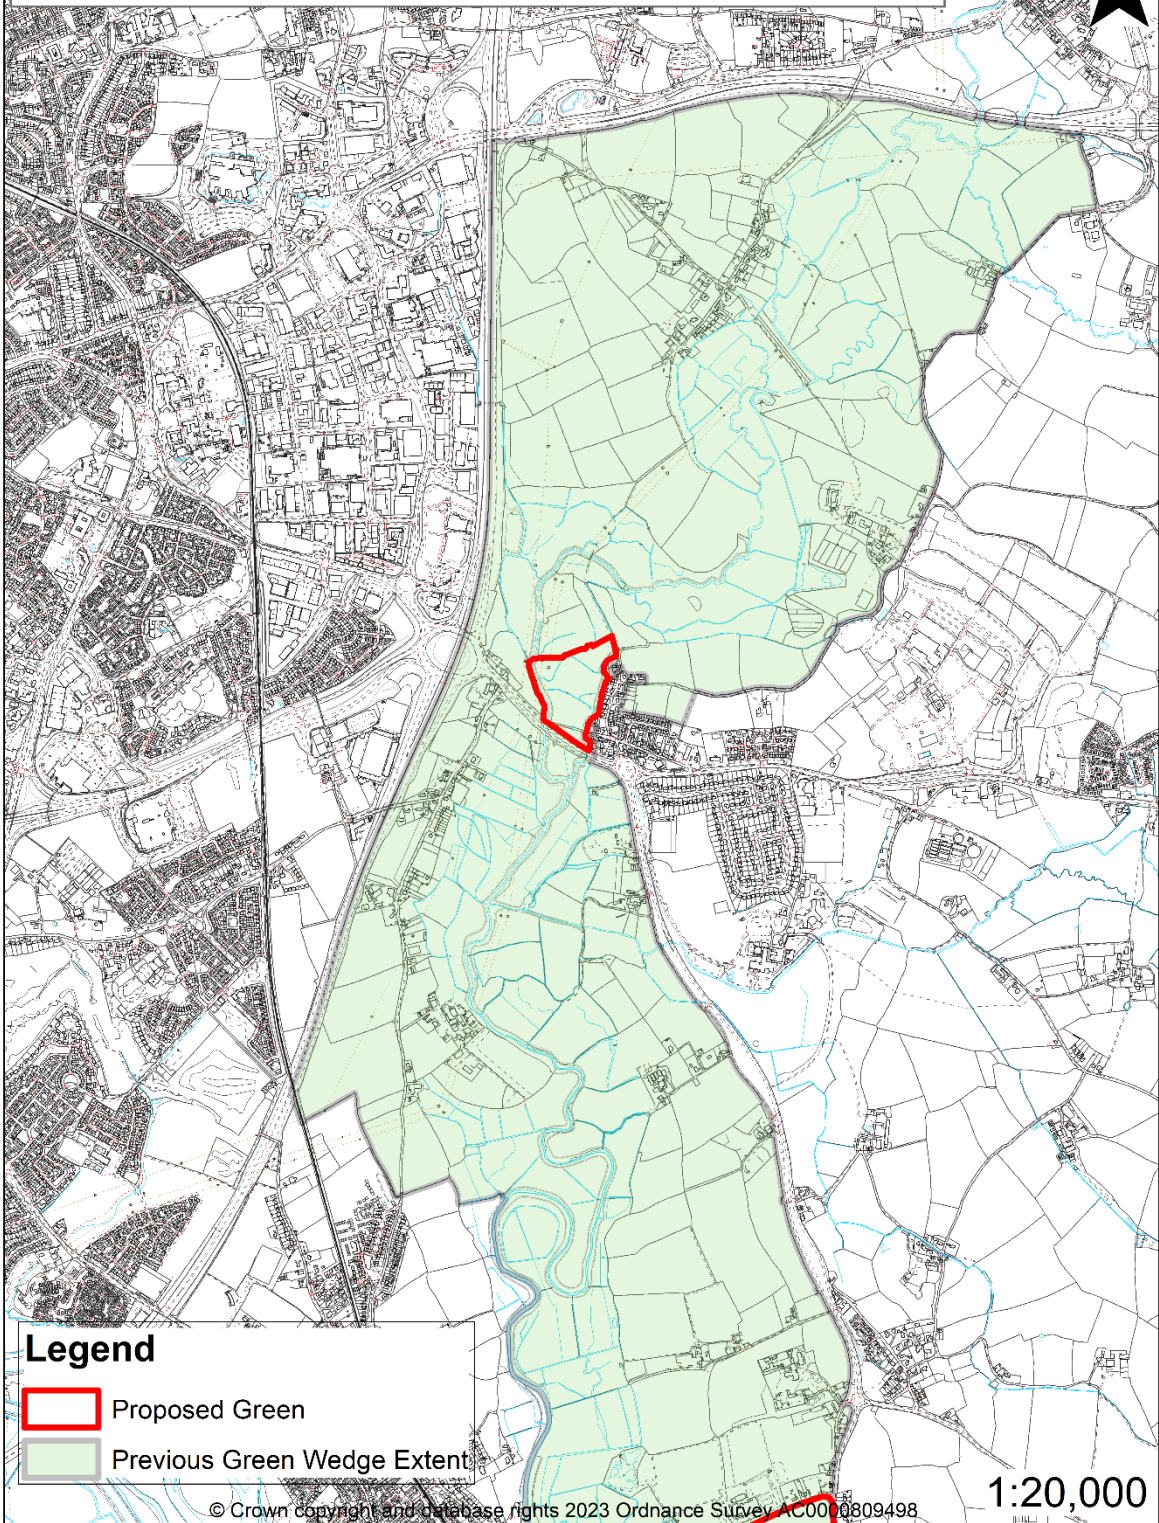 Legend
Proposed Green
Previous Green Wedge Extent
1:20,000
© Crown copyright and database rights 2023 Ordnance Survey AC0000809498